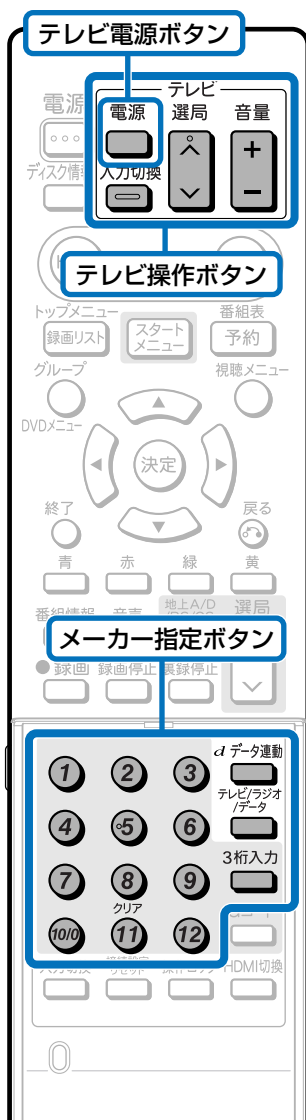 テレビ電源ボタン
テレビ
電源
電源
選局
音量
ディスク情報
入力切換
テレビ操作ボタン
トップメニュー
番組表
録画リスト
スタート
メニュー
予約
グループ
視聴メニュー
DVDメニュー
決定
終了
戻る
青
赤
緑
黄
地上A/D
選局
番組情報
音声
メーカー指定ボタン
録画
録画停止
裏録停止
1
2
3
d データ連動
テレビ/ラジオ
/データ
4
5
6
3桁入力
7
8
9
クリア
10/0
11
12
入力切換
HDMI切換